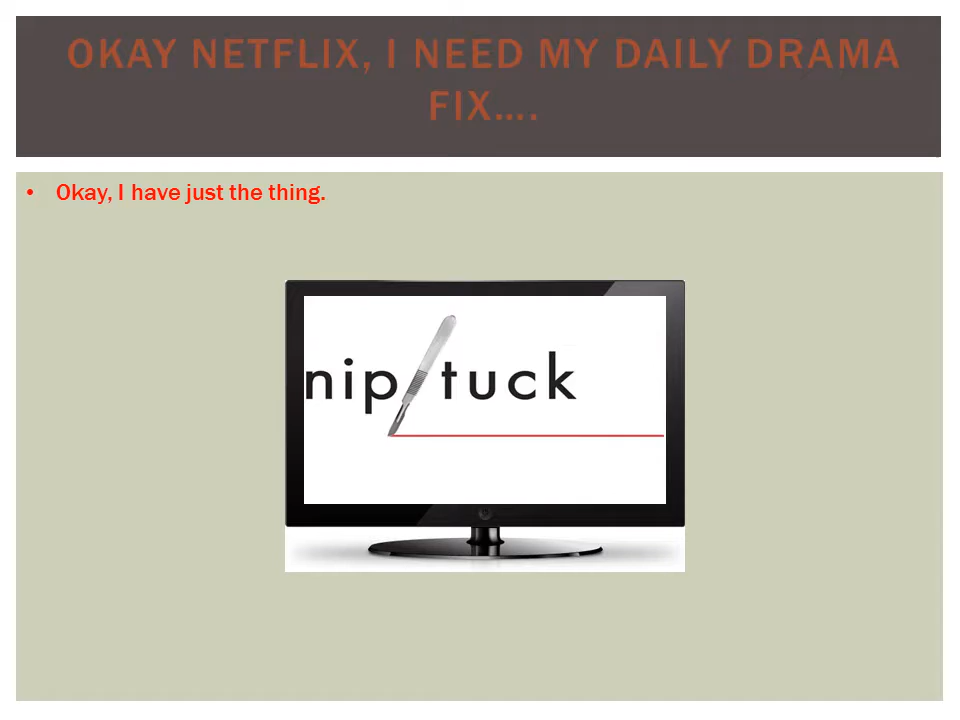 OKAY NETFLIX, I NEED MY DAILY DRAMA
FIX....
• Okay, I have just the thing.
nip/tuck